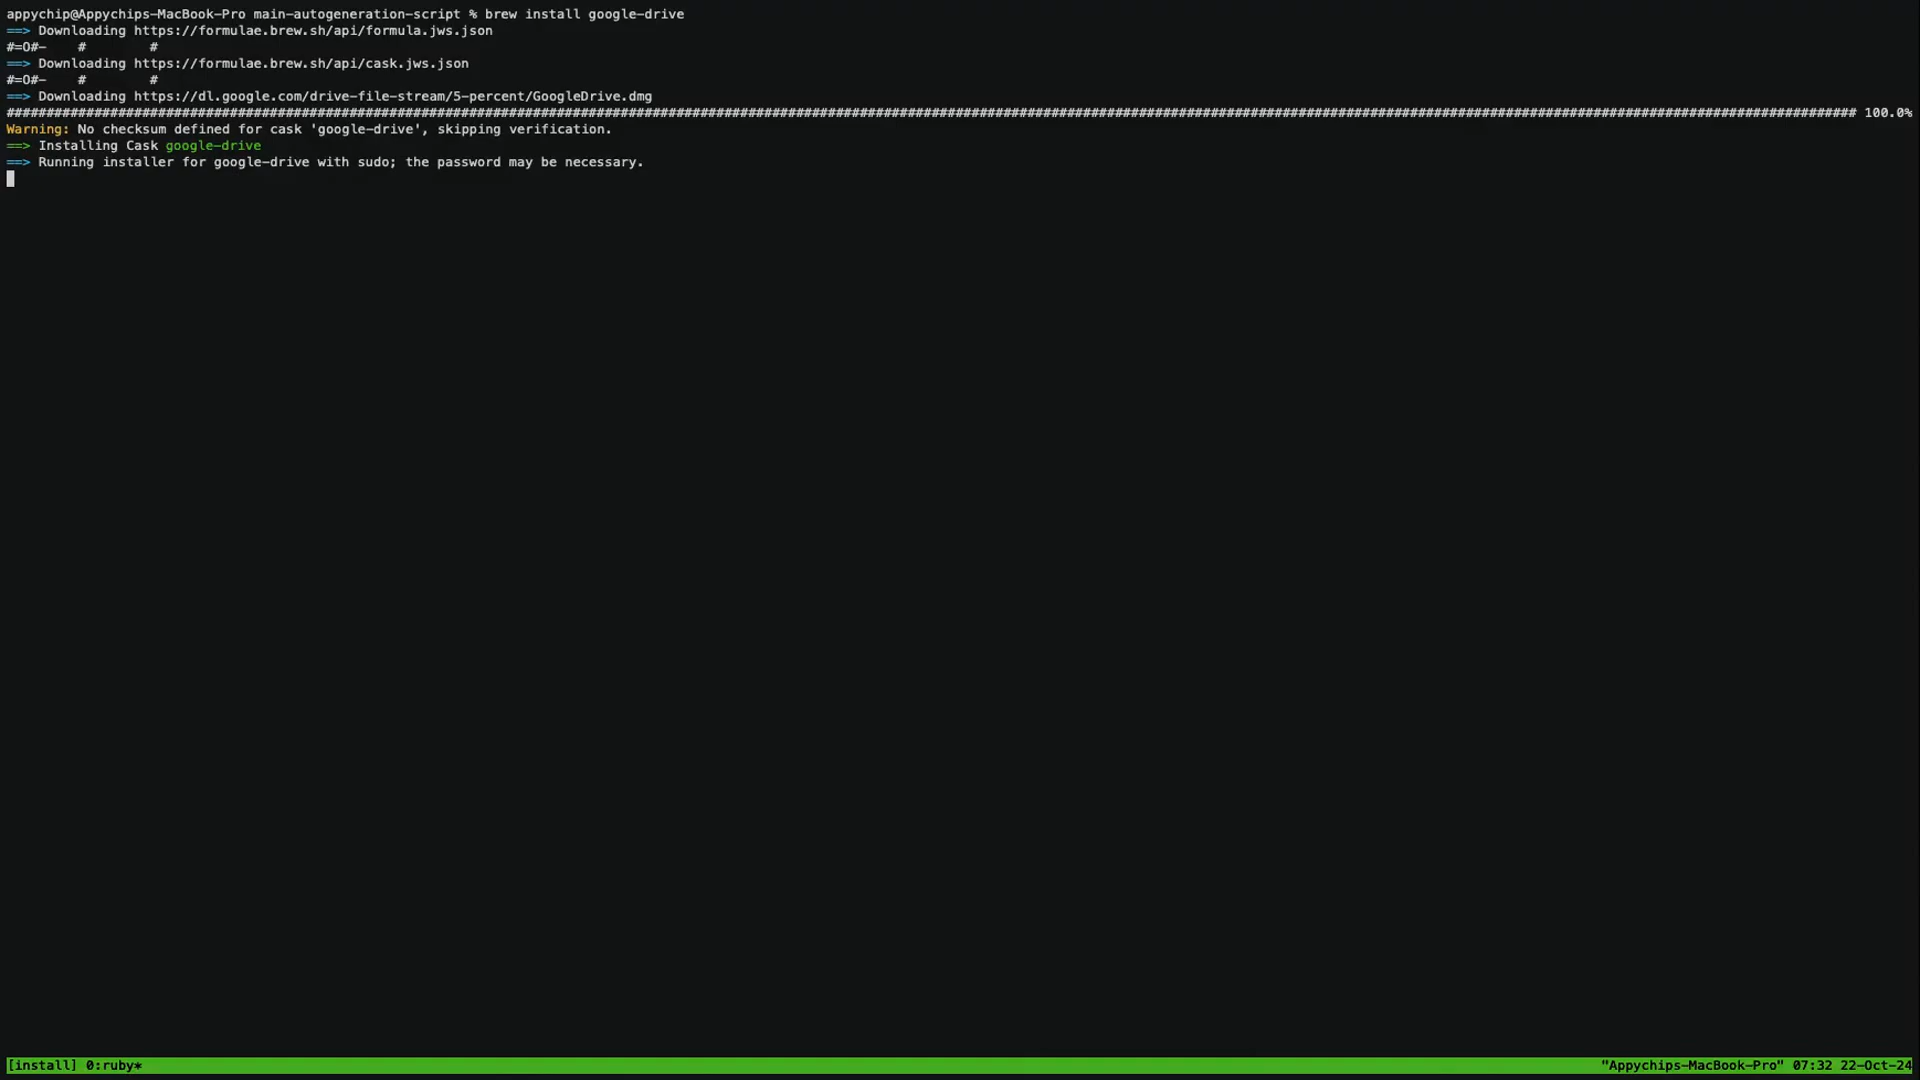 appychip@Appychips-MacBook-Pro main-autogeneration-script % brew install google-drive
==> Downloading https://formulae.brew.sh/api/formula.jws.json
#=O#-    #        #
==> Downloading https://formulae.brew.sh/api/cask.jws.json
#=O#-    #        #
==> Downloading https://dl.google.com/drive-file-stream/5-percent/GoogleDrive.dmg
######################################################################################################################################################################################################################################## 100.0%
Warning: No checksum defined for cask 'google-drive', skipping verification.
==> Installing Cask google-drive
==> Running installer for google-drive with sudo; the password may be necessary.
[install] 0:ruby* "Appychips-MacBook-Pro" 07:32 22-Oct-24